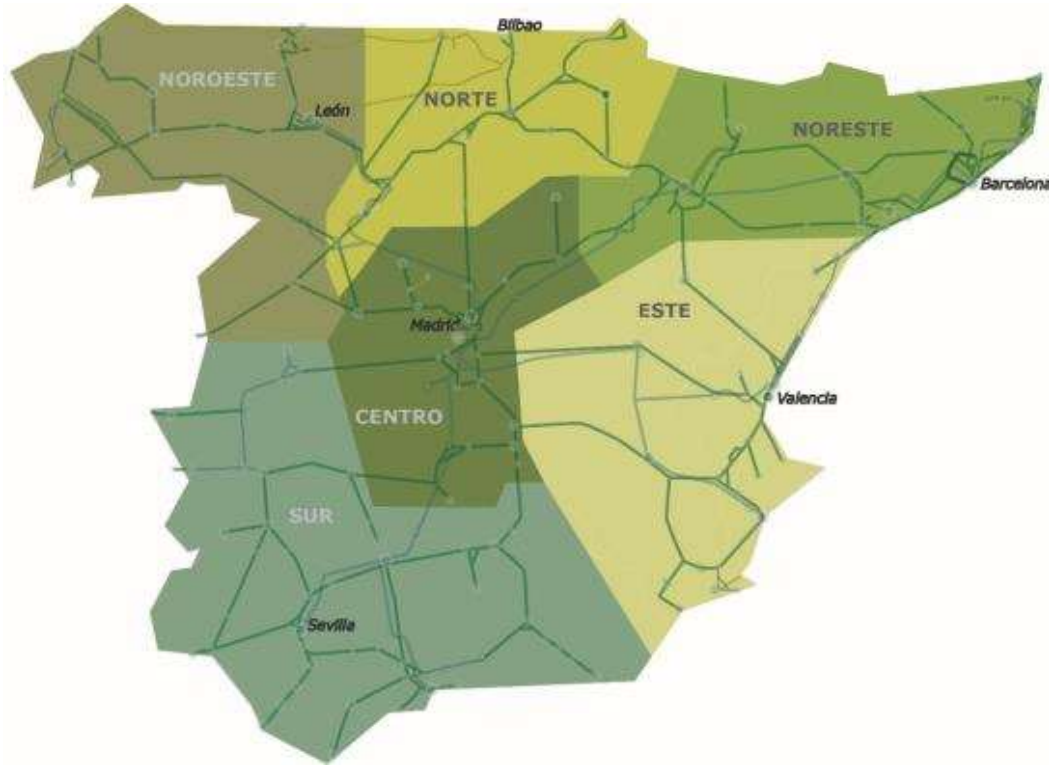 Bilbao
NOROESTE
León
NORTE
NORESTE
Barcelona
Madrid
ESTE
Valencia
CENTRO
SUR
Sevilla